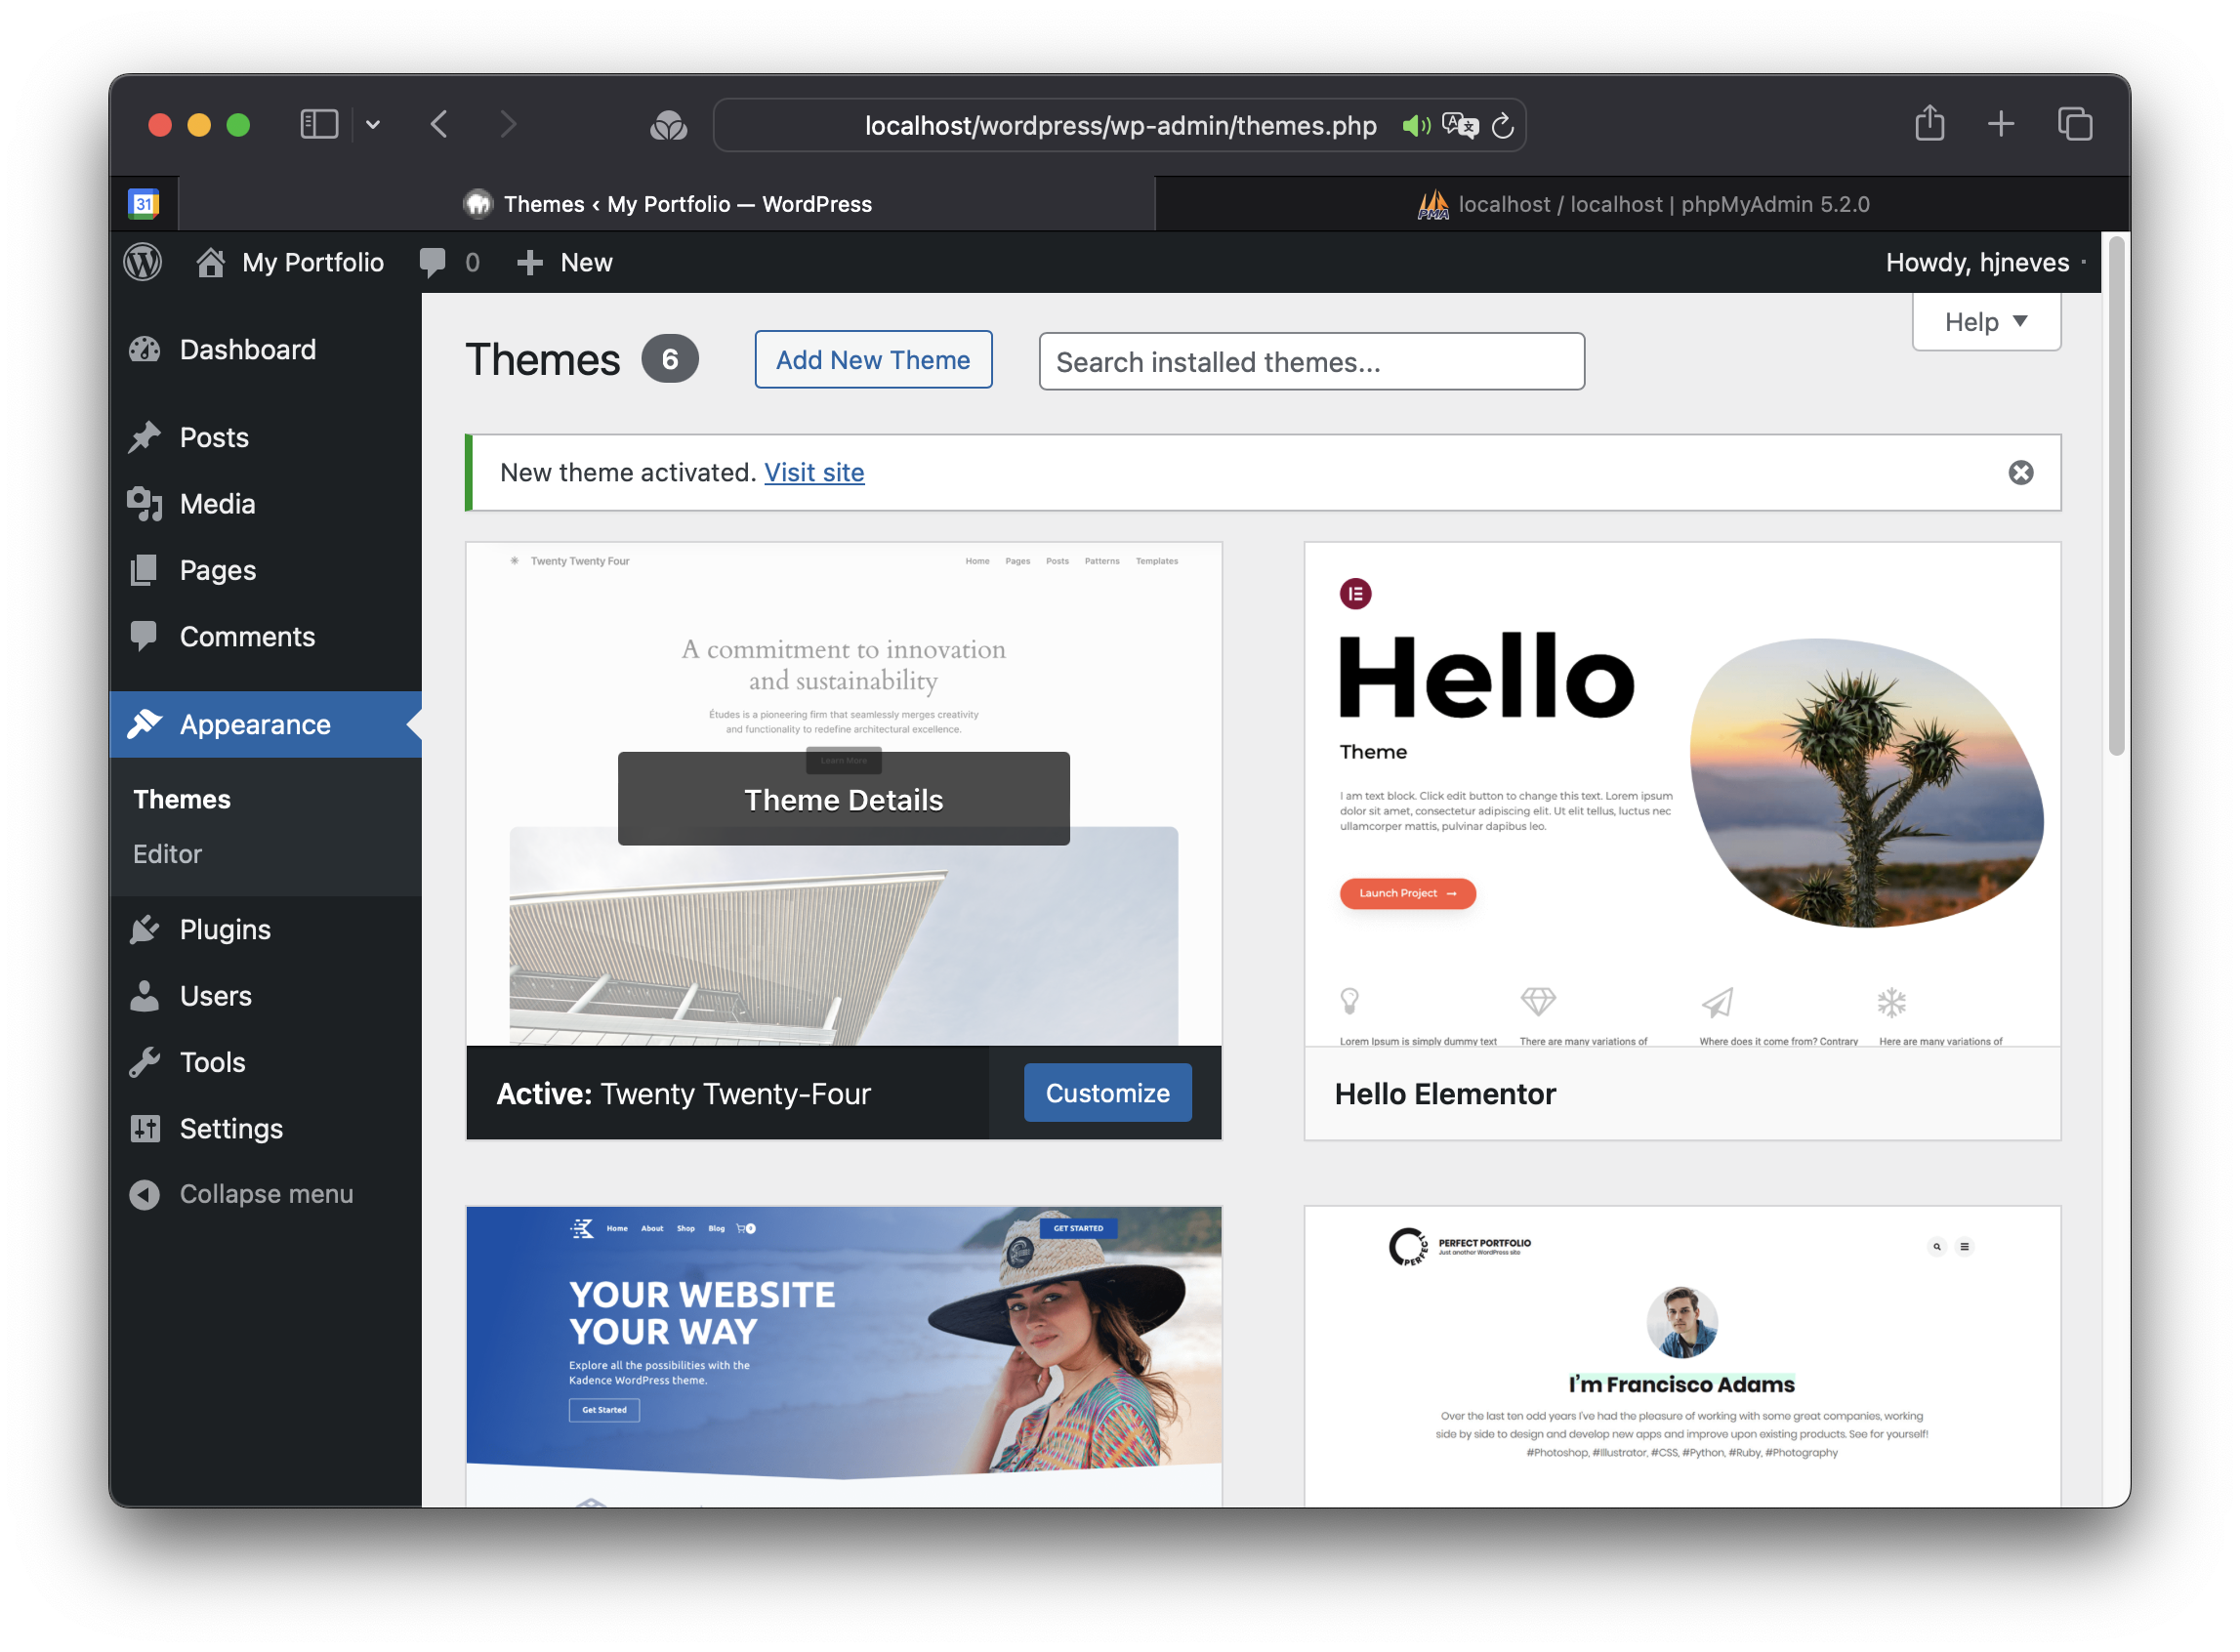 localhost/wordpress/wp-admin/themes.php
31
Themes ‹ My Portfolio — WordPress
PMA
localhost / localhost | phpMyAdmin 5.2.0
My Portfolio
0
New
Howdy, hjneves
Help
Dashboard
Posts
Media
Pages
Comments
Appearance
Themes
Editor
Plugins
Users
Tools
Settings
Collapse menu
Themes 6
Add New Theme
Search installed themes...
New theme activated. Visit site
Twenty Twenty Four
Home Pages Posts Patterns Templates
A commitment to innovation
and sustainability
Études is a pioneering firm that seamlessly merges creativity
and functionality to redefine architectural excellence.
Learn More
Theme Details
Active: Twenty Twenty-Four
Customize
Hello
Theme
I am text block. Click edit button to change this text. Lorem ipsum
dolor sit amet, consectetur adipiscing elit. Ut elit tellus, luctus nec
ullamcorper mattis, pulvinar dapibus leo.
Launch Project →
Lorem Ipsum is simply dummy text
There are many variations of
Where does it come from? Contrary
Here are many variations of
Hello Elementor
Home About Shop Blog 0
GET STARTED
YOUR WEBSITE
YOUR WAY
Explore all the possibilities with the
Kadence WordPress theme.
Get Started
PERFECT
PERFECT PORTFOLIO
Just another WordPress site
I'm Francisco Adams
Over the last ten odd years I've had the pleasure of working with some great companies, working
side by side to design and develop new apps and improve upon existing products. See for yourself!
#Photoshop, #Illustrator, #CSS, #Python, #Ruby, #Photography